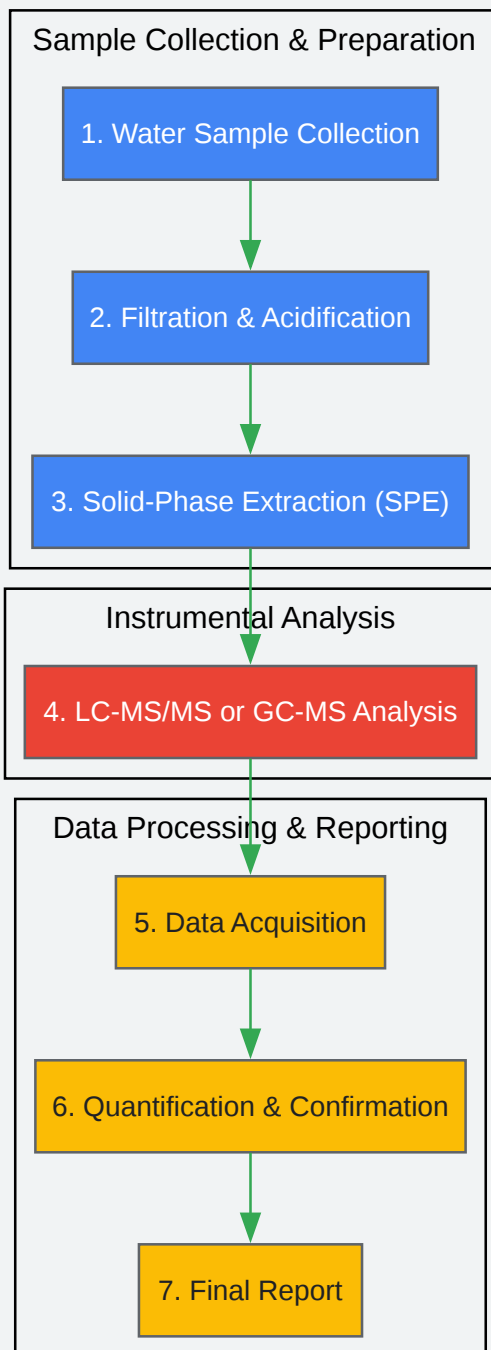 Sample Collection & Preparation
1. Water Sample Collection
2. Filtration & Acidification
3. Solid-Phase Extraction (SPE)
Instrumental Analysis
4. LC-MS/MS or GC-MS Analysis
Data Processing & Reporting
5. Data Acquisition
6. Quantification & Confirmation
7. Final Report